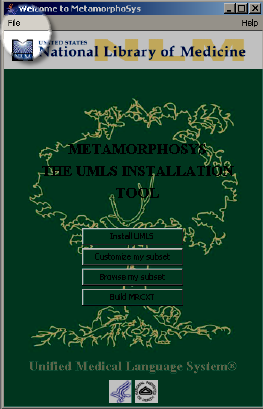 Welcome to MetamorphoSys
File Help
UNITED STATES
National Library of Medicine
NLM
METAMORPHOSYS
THE UMLS INSTALLATION
TOOL
Install UMLS
Customize my subset
Browse my subset
Build MRCXT
Unified Medical Language System®